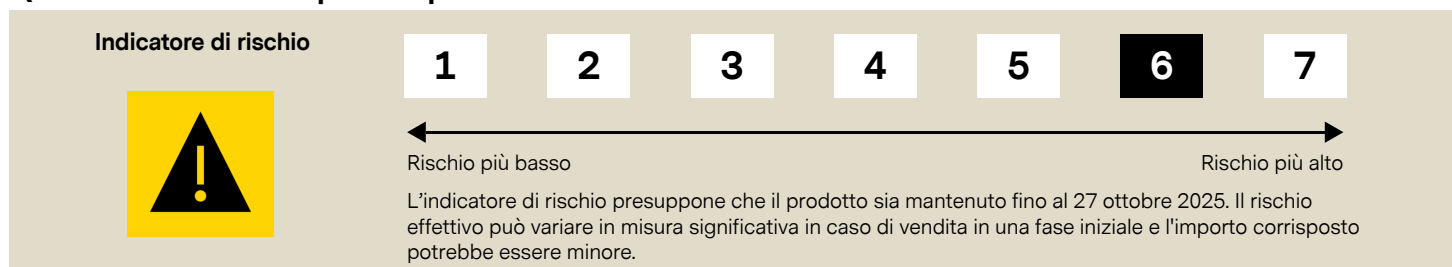 Indicatore di rischio
1 2 3 4 5 6 7
Rischio più basso
Rischio più alto
L'indicatore di rischio presuppone che il prodotto sia mantenuto fino al 27 ottobre 2025. Il rischio
effettivo può variare in misura significativa in caso di vendita in una fase iniziale e l'importo corrisposto
potrebbe essere minore.